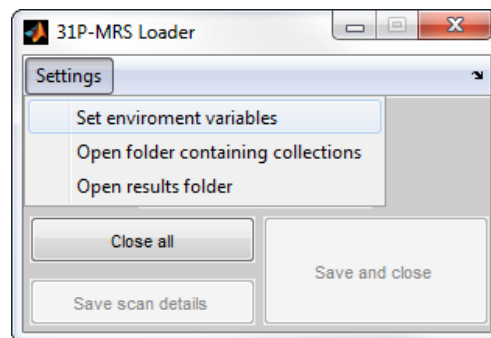 31P-MRS Loader
Settings
Set enviroment variables
Open folder containing collections
Open results folder
Close all
Save and close
Save scan details